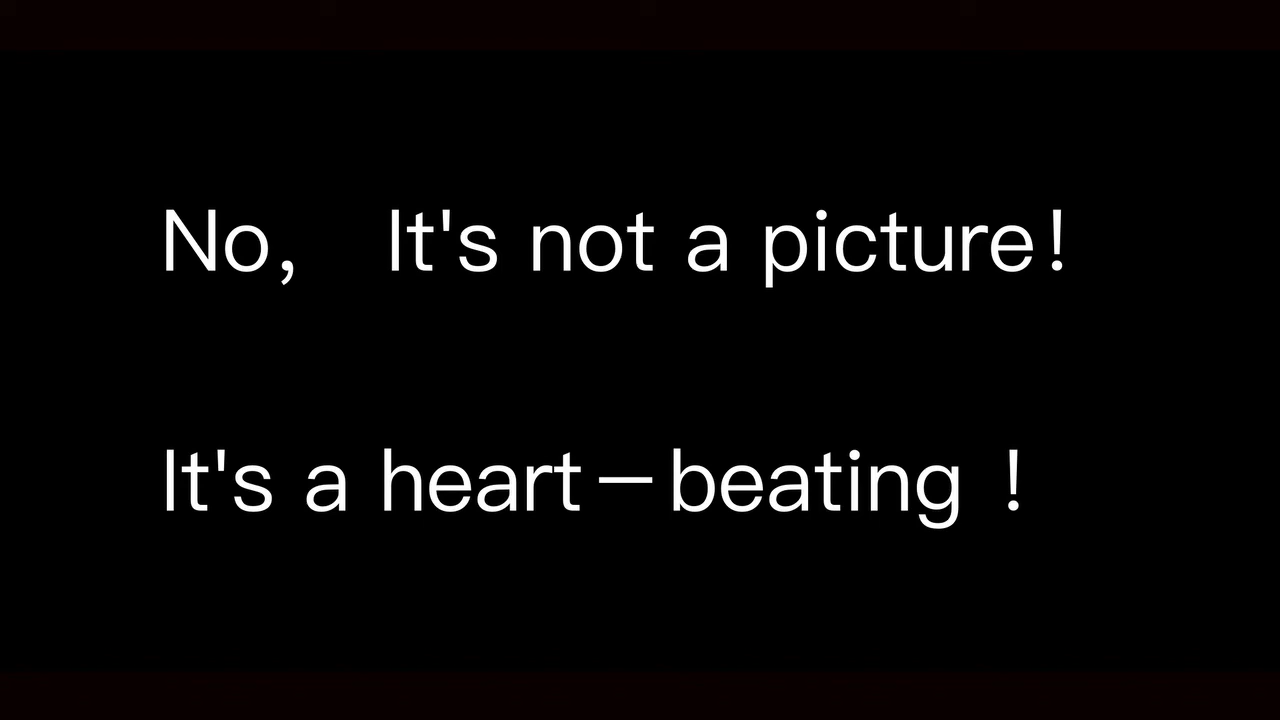 No， It's not a picture！
It's a heart－beating ！